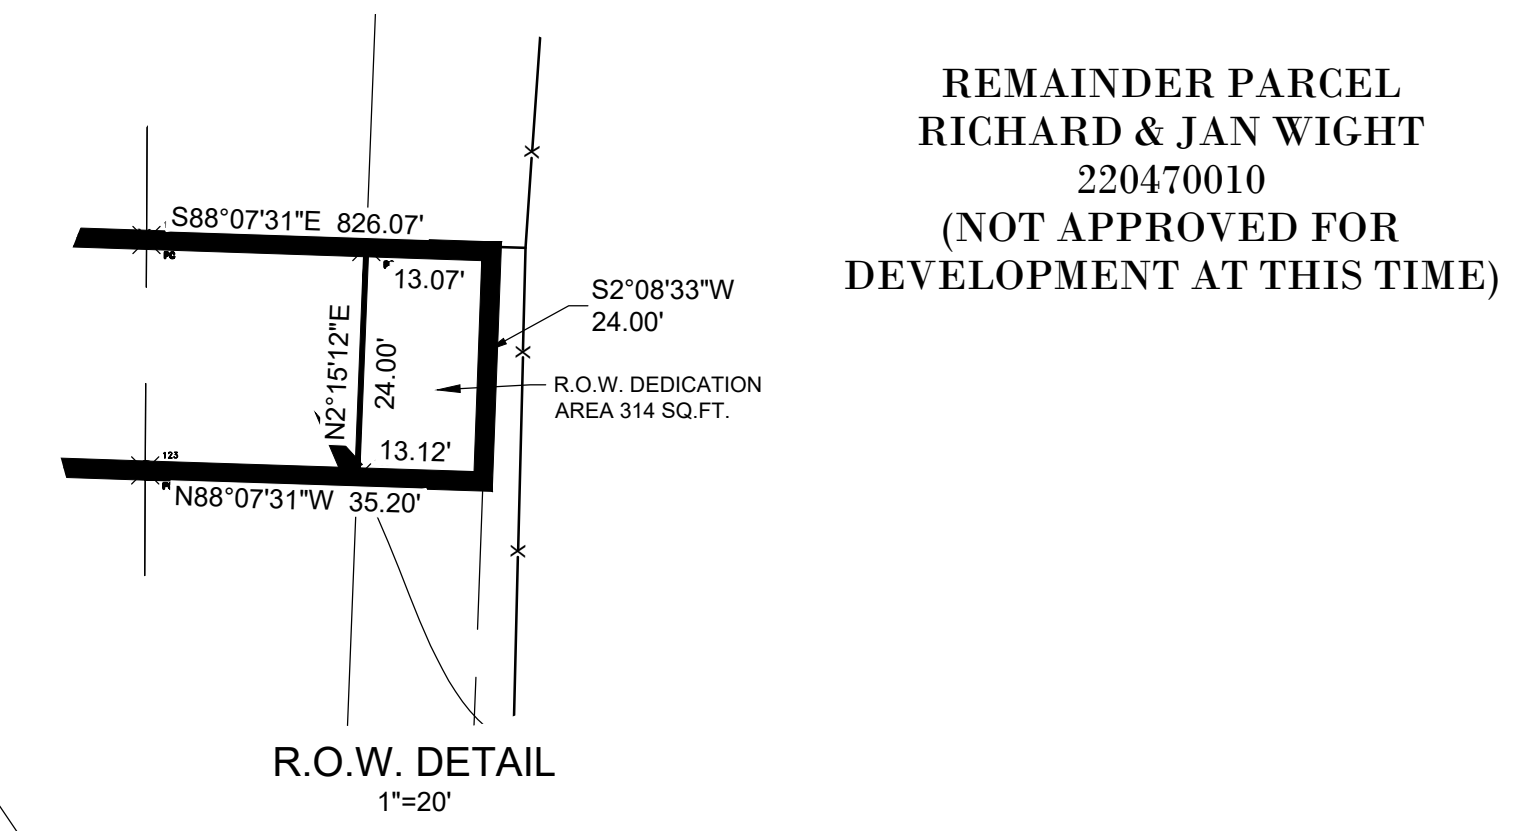 REMAINDER PARCEL
RICHARD & JAN WIGHT
220470010
(NOT APPROVED FOR
DEVELOPMENT AT THIS TIME)
S88°07'31"E 826.07'
PC
13.07'
S2°08'33"W
24.00'
N2°15'12"E
24.00'
R.O.W. DEDICATION
AREA 314 SQ.FT.
13.12'
123
N88°07'31"W 35.20'
R.O.W. DETAIL
1"=20'